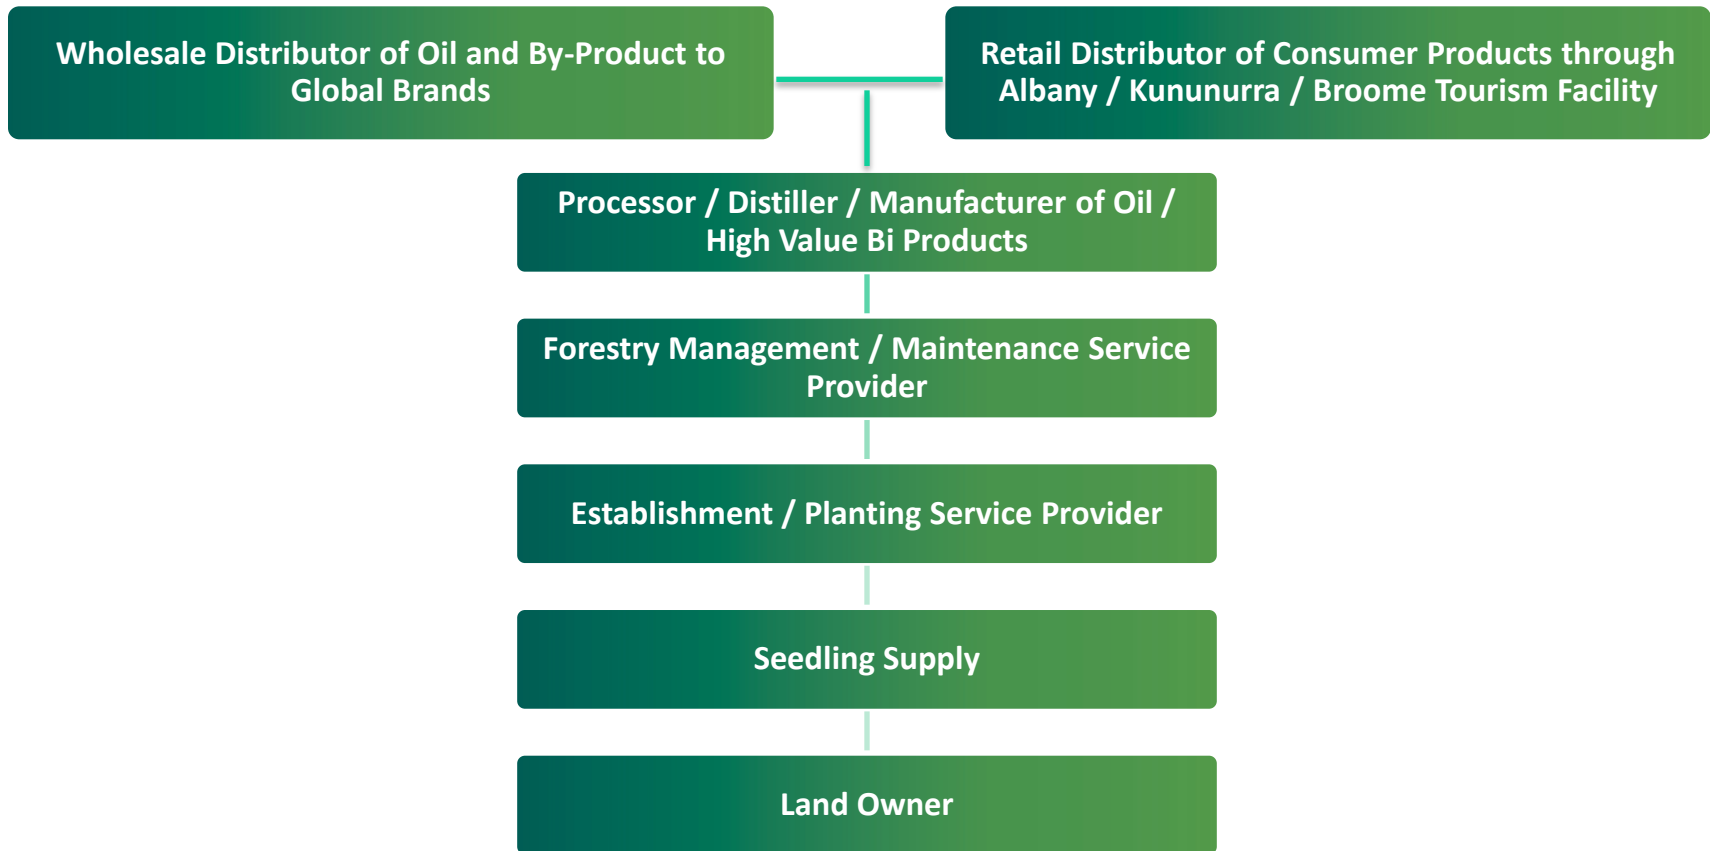 Wholesale Distributor of Oil and By-Product to
Global Brands
Retail Distributor of Consumer Products through
Albany / Kununurra / Broome Tourism Facility
Processor / Distiller / Manufacturer of Oil /
High Value Bi Products
Forestry Management / Maintenance Service
Provider
Establishment / Planting Service Provider
Seedling Supply
Land Owner